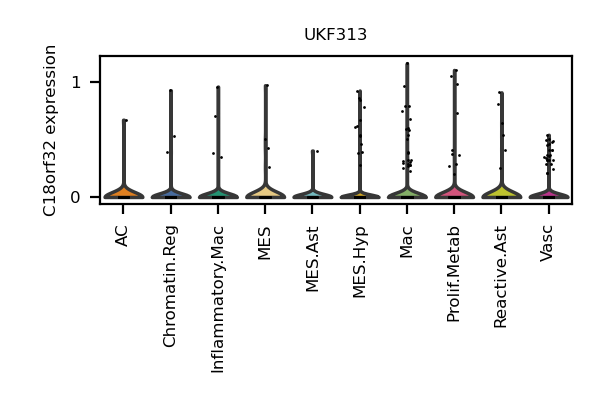 UKF313
C18orf32 expression
1
0
AC
Chromatin.Reg
Inflammatory.Mac
MES
MES.Ast
MES.Hyp
Mac
Prolif.Metab
Reactive.Ast
Vasc